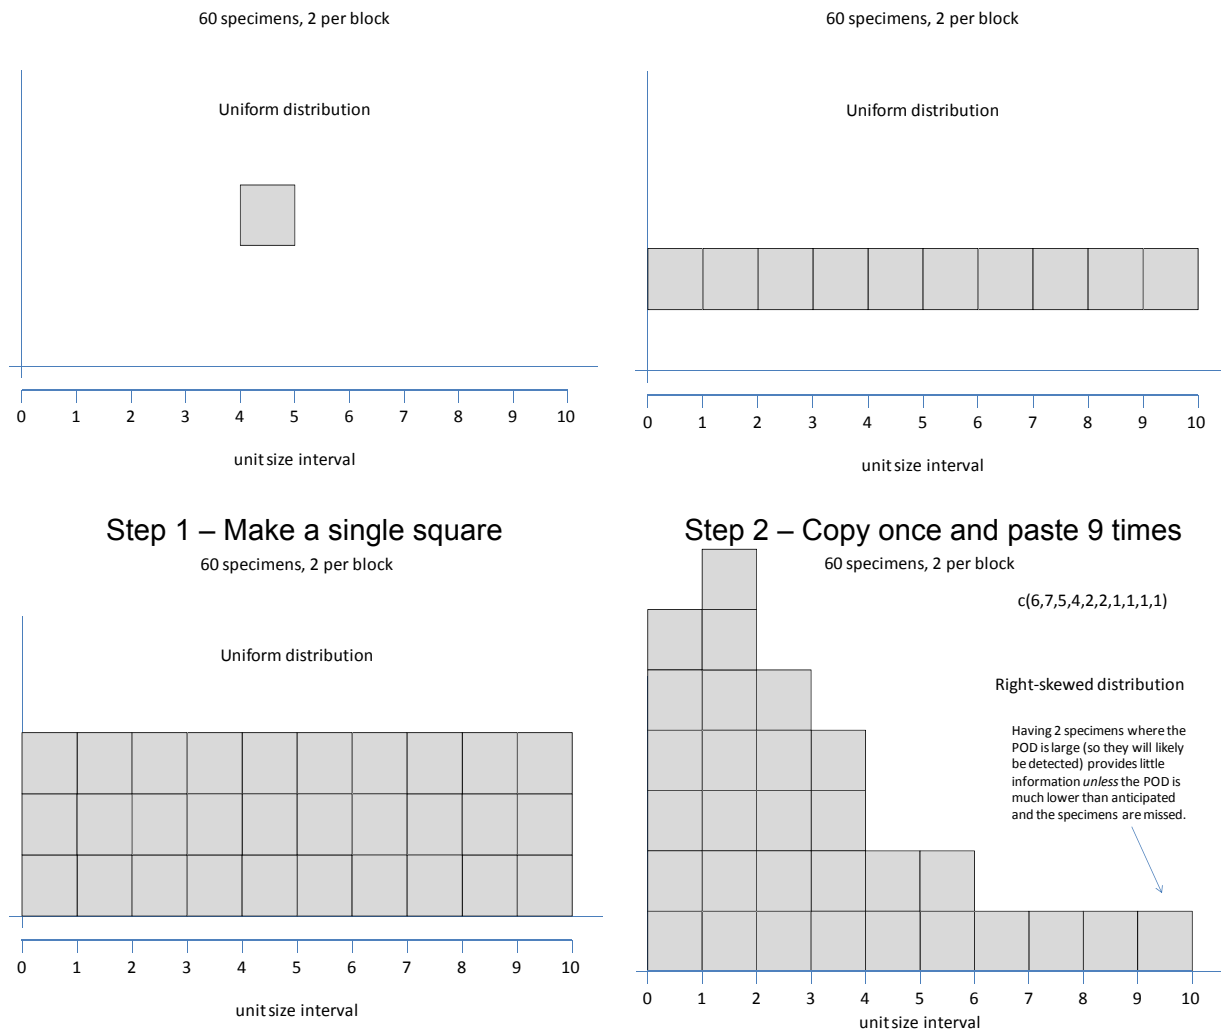 60 specimens, 2 per block
Uniform distribution
0 1 2 3 4 5 6 7 8 9 10
unit size interval
Step 1 – Make a single square
60 specimens, 2 per block
Uniform distribution
0 1 2 3 4 5 6 7 8 9 10
unit size interval
Step 2 – Copy once and paste 9 times
60 specimens, 2 per block
Uniform distribution
0 1 2 3 4 5 6 7 8 9 10
unit size interval
60 specimens, 2 per block
c(6,7,5,4,2,2,1,1,1,1)
Right-skewed distribution
Having 2 specimens where the
POD is large (so they will likely
be detected) provides little
information unless the POD is
much lower than anticipated
and the specimens are missed.
0 1 2 3 4 5 6 7 8 9 10
unit size interval